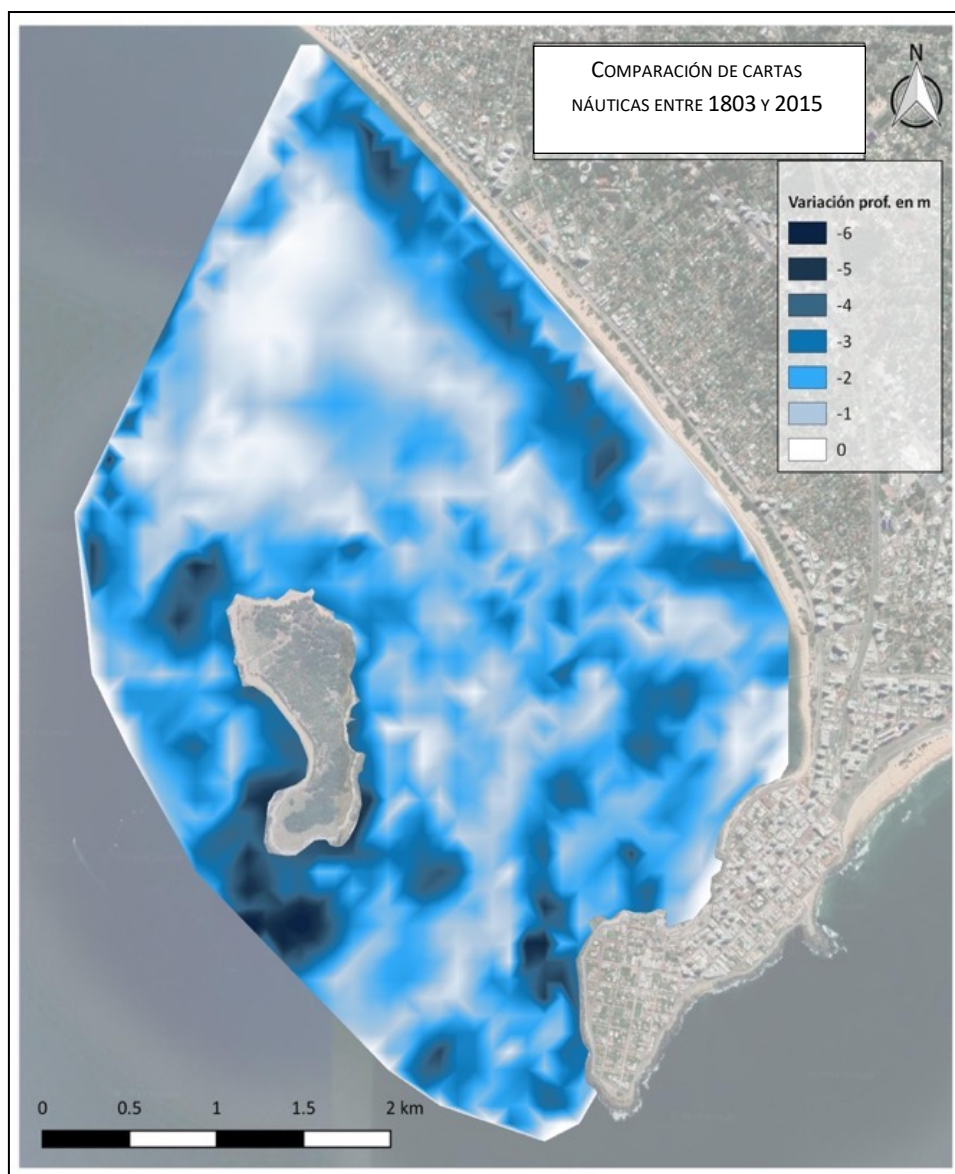 COMPARACIÓN DE CARTAS
NÁUTICAS ENTRE 1803 Y 2015
N
Variación prof. en m
-6
-5
-4
-3
-2
-1
0
0 0.5 1 1.5 2 km